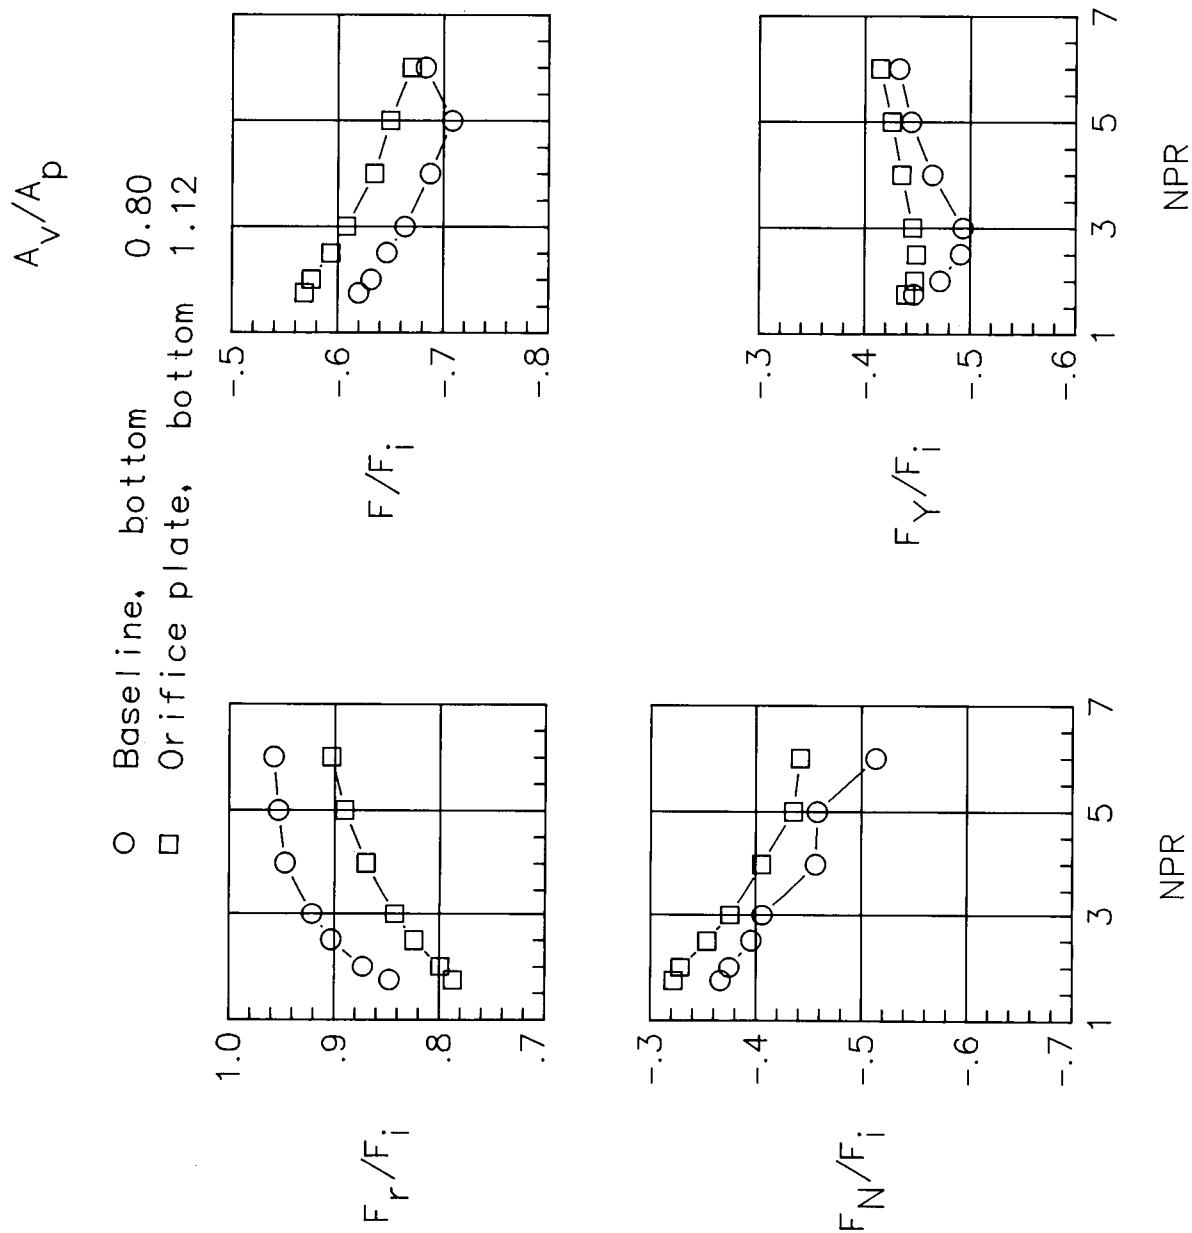 A_v/A_p
○ Baseline, bottom 0.80
□ Orifice plate, bottom 1.12
F_r/F_i
1.0
.9
.8
.7
F/F_i
-.5
-.6
-.7
-.8
F_N/F_i
-.3
-.4
-.5
-.6
-.7
1 3 5 7
NPR
F_Y/F_i
-.3
-.4
-.5
-.6
1 3 5 7
NPR